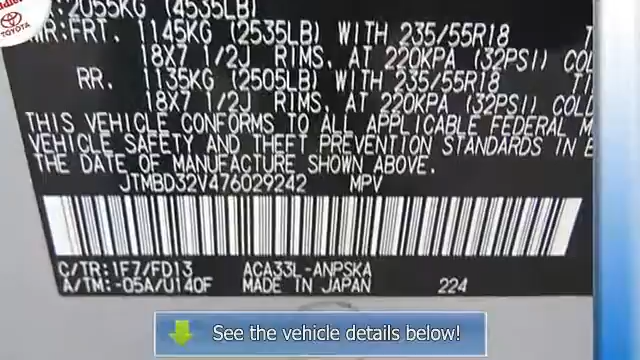 2055KG (4535LB)
FRT. 1145KG (2535LB) WITH 235/55R18
18X7 1/2J RIMS, AT 220KPA (32PSI)
RR. 1135KG (2505LB) WITH 235/55R18
18X7 1/2J RIMS, AT 220KPA (32PSI) COLD
THIS VEHICLE CONFORMS TO ALL APPLICABLE FEDERAL
VEHICLE SAFETY AND THEFT PREVENTION STANDARDS IN
THE DATE OF MANUFACTURE SHOWN ABOVE.
JTMBD32V476029242 MPV
C/TR:1F7/FD13 ACA33L-ANPSKA
A/TM:-05A/U140F MADE IN JAPAN 224
TOYOTA
See the vehicle details below!